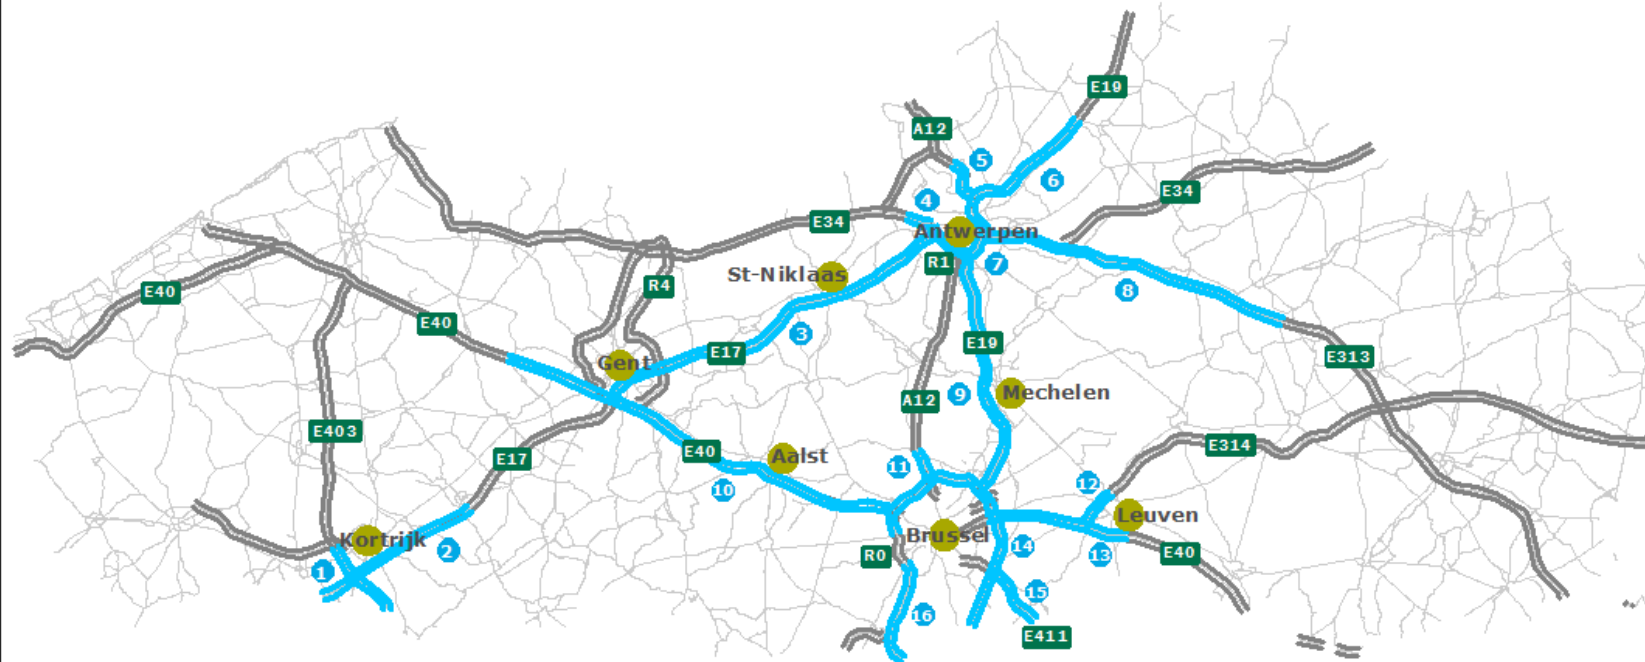 E19
A12
5
6
E34
4
E34
Antwerpen
R1
7
St-Niklaas
R4
E40
8
E40
3
E19
E17
E313
Gent
9
Mechelen
A12
E403
E314
E40
Aalst
E17
11
12
10
Leuven
Brussel
Kortrijk
14
2
R0
13
E40
1
15
16
E411